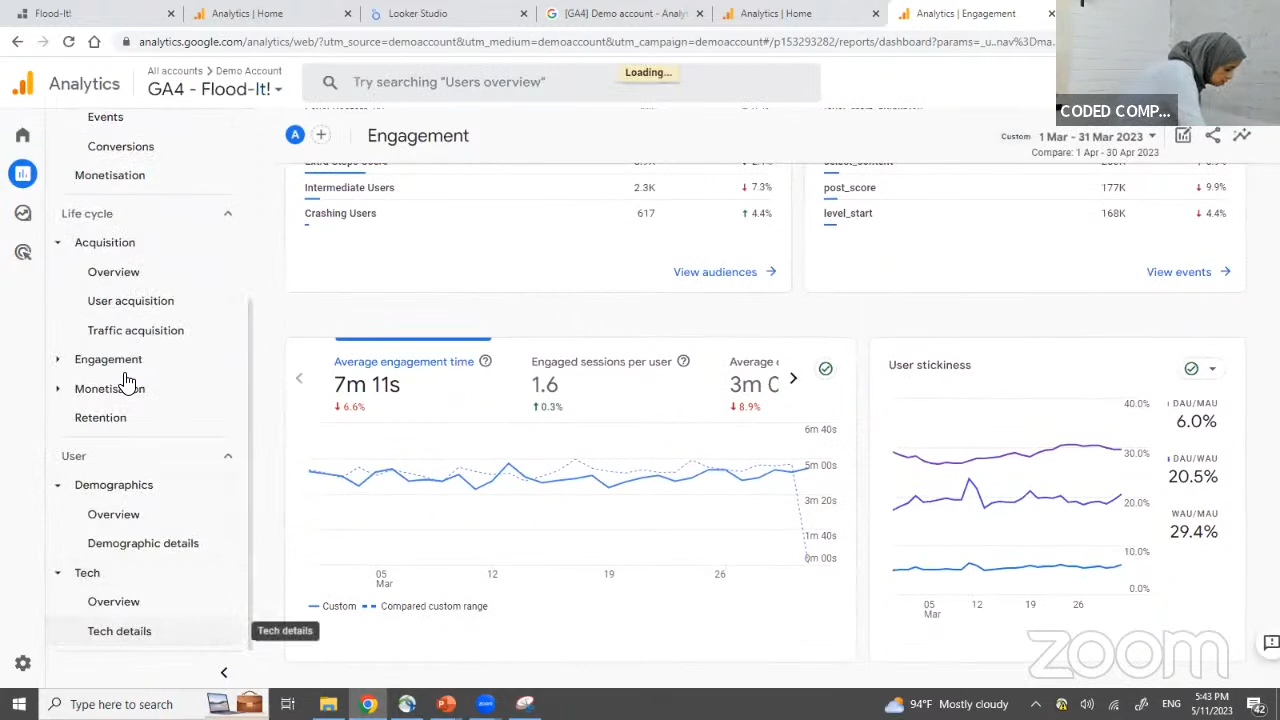 Flood-It!
Analytics | Home
Looker Studio
[GA4] Demo account - Analyt
Analytics | Home
Analytics | Engagement
analytics.google.com/analytics/web/?utm_source=demoaccount&utm_medium=demoaccount&utm_campaign=demoaccount#/p153293282/reports/dashboard?params=_u..nav%3Dma...
Analytics
All accounts > Demo Account
GA4 - Flood-It!
Try searching "Users overview"
Loading...
CODED COMP...
Events
Conversions
Monetisation
Life cycle
Acquisition
Overview
User acquisition
Traffic acquisition
Engagement
Retention
User
Demographics
Overview
Demographic details
Tech
Overview
Tech details
Tech details
A
Engagement
Custom 1 Mar - 31 Mar 2023
Compare: 1 Apr - 30 Apr 2023
Intermediate Users 2.3K 7.3%
Crashing Users 617 4.4%
View audiences
post_score 177K 9.9%
level_start 168K 4.4%
View events
Average engagement time
7m 11s
6.6%
Engaged sessions per user
1.6
0.3%
Average
3m
8.9%
6m 40s
5m 00s
3m 20s
1m 40s
0m 00s
05
Mar
12
19
26
Custom
Compared custom range
User stickiness
40.0%
30.0%
20.0%
10.0%
0.0%
05
Mar
12
19
26
DAU/MAU
6.0%
DAU/WAU
20.5%
WAU/MAU
29.4%
zoom
Type here to search
94°F Mostly cloudy
ENG
5:43 PM
5/11/2023
42